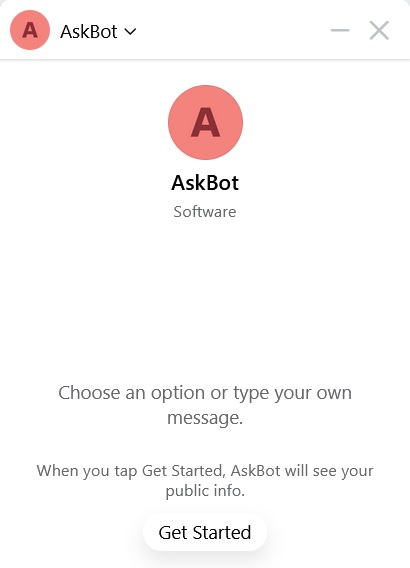 A AskBot
A
AskBot
Software
Choose an option or type your own
message.
When you tap Get Started, AskBot will see your
public info.
Get Started